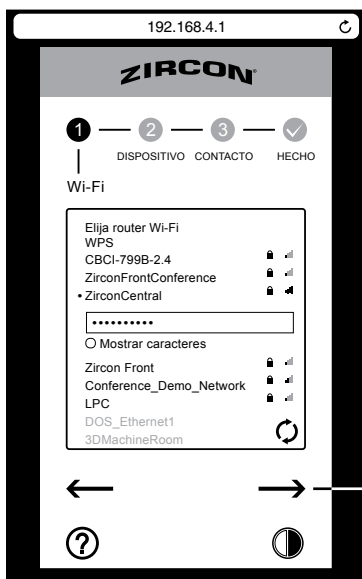 192.168.4.1
ZIRCON
1 2 3
DISPOSITIVO CONTACTO HECHO
Wi-Fi
Elija router Wi-Fi
WPS
CBCI-799B-2.4
ZirconFrontConference
• ZirconCentral
••••••••••
Mostrar caracteres
Zircon Front
Conference_Demo_Network
LPC
DOS_Ethernet1
3DMachineRoom
?